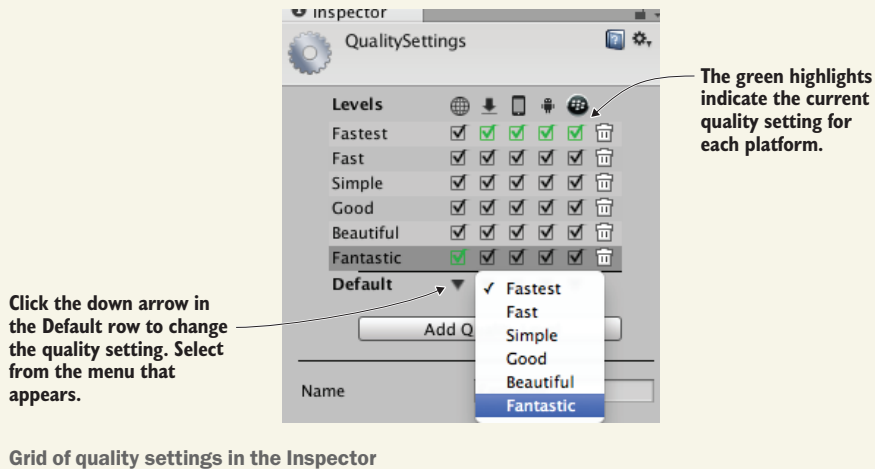 Inspector
QualitySettings
The green highlights
indicate the current
quality setting for
each platform.
Levels
Fastest
Fast
Simple
Good
Beautiful
Fantastic
Default
Click the down arrow in
the Default row to change
the quality setting. Select
from the menu that
appears.
✓ Fastest
Fast
Simple
Good
Beautiful
Fantastic
Add Q
Name
Grid of quality settings in the Inspector